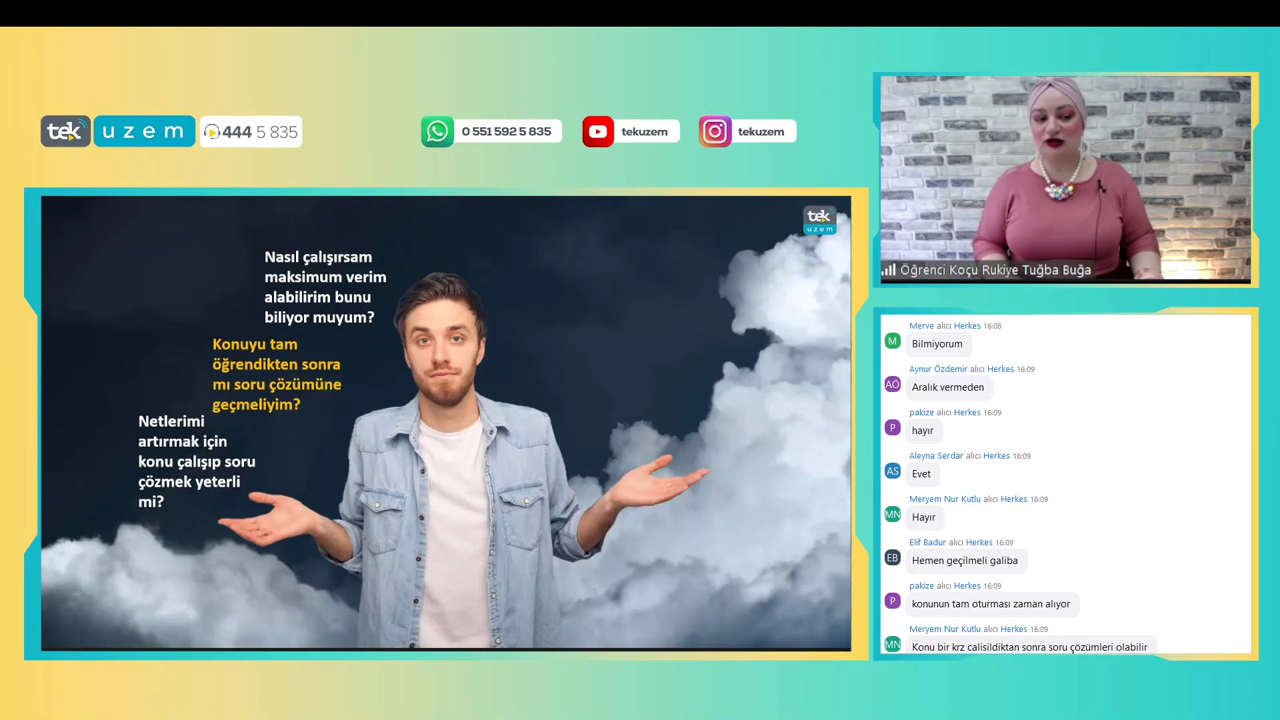 tek
uzem
444 5 835
0 551 592 5 835
tekuzem
tekuzem
tek
uzem
Nasıl çalışırsam
maksimum verim
alabilirim bunu
biliyor muyum?
Konuyu tam
öğrendikten sonra
mı soru çözümüne
geçmeliyim?
Netlerimi
artırmak için
konu çalışıp soru
çözmek yeterli
mi?
Öğrenci Koçu Rukiye Tuğba Buğa
Merve alıcı Herkes 16:08
M
Bilmiyorum
Aynur Özdemir alıcı Herkes 16:09
AÖ
Aralık vermeden
pakize alıcı Herkes 16:09
P
hayır
Aleyna Serdar alıcı Herkes 16:09
AS
Evet
Meryem Nur Kutlu alıcı Herkes 16:09
MN
Hayır
Elif Badur alıcı Herkes 16:09
EB
Hemen geçilmeli galiba
pakize alıcı Herkes 16:09
P
konunun tam oturması zaman alıyor
Meryem Nur Kutlu alıcı Herkes 16:09
MN
Konu bir krz calisildiktan sonra soru çözümleri olabilir